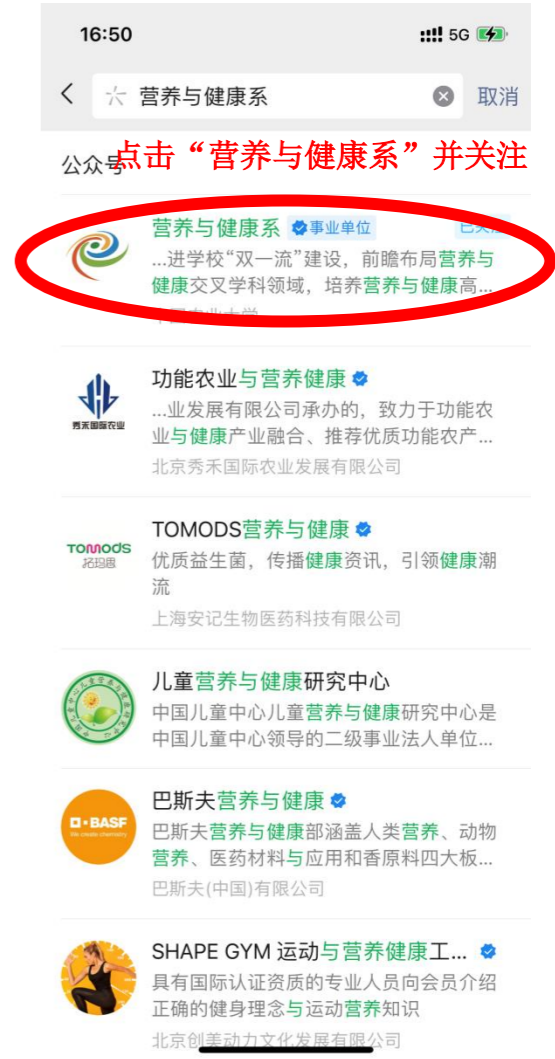 16:50
5G
营养与健康系
取消
公众号
点击“营养与健康系”并关注
营养与健康系 事业单位
...进学校“双一流”建设，前瞻布局营养与
健康交叉学科领域，培养营养与健康高...
功能农业与营养健康
秀禾国际农业
...业发展有限公司承办的，致力于功能农
业与健康产业融合、推荐优质功能农产...
北京秀禾国际农业发展有限公司
TOMODS营养与健康
TOMODS
拓玛思
优质益生菌，传播健康资讯，引领健康潮
流
上海安记生物医药科技有限公司
儿童营养与健康研究中心
中国儿童中心儿童营养与健康研究中心是
中国儿童中心领导的二级事业法人单位...
巴斯夫营养与健康
BASF
We create chemistry
巴斯夫营养与健康部涵盖人类营养、动物
营养、医药材料与应用和香原料四大板...
巴斯夫(中国)有限公司
SHAPE GYM 运动与营养健康工...
具有国际认证资质的专业人员向会员介绍
正确的健身理念与运动营养知识
北京创美动力文化发展有限公司